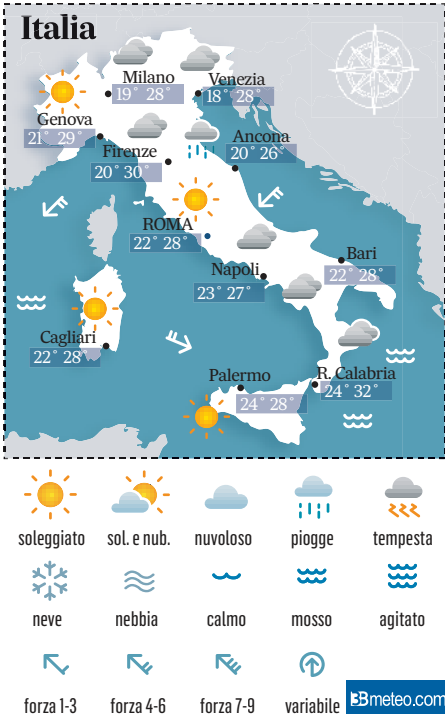 Italia
Milano
19° 28°
Venezia
18° 28°
Genova
21° 29°
Firenze
20° 30°
Ancona
20° 26°
ROMA
22° 28°
Bari
22° 28°
Napoli
23° 27°
Cagliari
22° 28°
Palermo
24° 28°
R. Calabria
24° 32°
soleggiato sol. e nub. nuvoloso piogge tempesta
neve nebbia calmo mosso agitato
forza 1-3 forza 4-6 forza 7-9 variabile
3Bmeteo.com